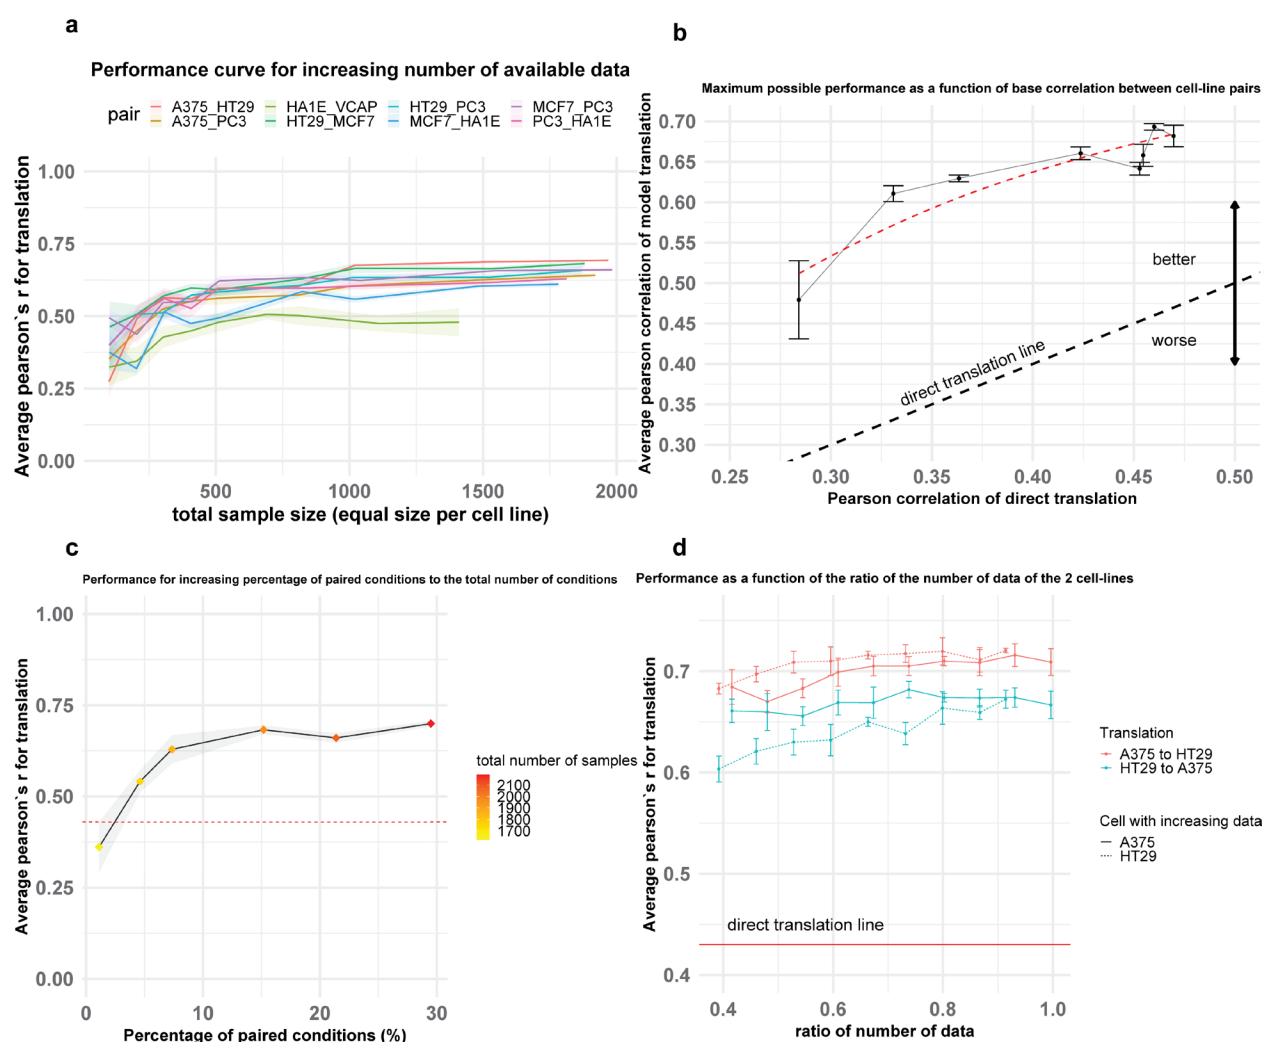 a
Performance curve for increasing number of available data
pair
A375_HT29
HA1E_VCAP
HT29_PC3
MCF7_PC3
A375_PC3
HT29_MCF7
MCF7_HA1E
PC3_HA1E
Average pearson`s r for translation
1.00
0.75
0.50
0.25
0.00
500
1000
1500
2000
total sample size (equal size per cell line)
b
Maximum possible performance as a function of base correlation between cell-line pairs
Average pearson correlation of model translation
0.70
0.65
0.60
0.55
0.50
0.45
0.40
0.35
0.30
better
worse
direct translation line
0.25
0.30
0.35
0.40
0.45
0.50
Pearson correlation of direct translation
c
Performance for increasing percentage of paired conditions to the total number of conditions
Average pearson`s r for translation
1.00
0.75
0.50
0.25
0.00
0
10
20
30
Percentage of paired conditions (%)
total number of samples
2100
2000
1900
1800
1700
d
Performance as a function of the ratio of the number of data of the 2 cell-lines
Average pearson`s r for translation
0.7
0.6
0.5
0.4
direct translation line
0.4
0.6
0.8
1.0
ratio of number of data
Translation
A375 to HT29
HT29 to A375
Cell with increasing data
A375
HT29